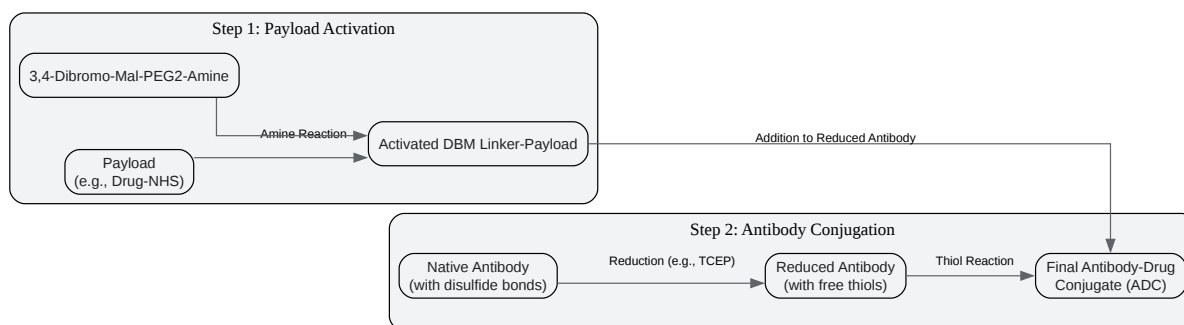 Step 1: Payload Activation
3,4-Dibromo-Mal-PEG2-Amine
Amine Reaction
Activated DBM Linker-Payload
Addition to Reduced Antibody
Payload
(e.g., Drug-NHS)
Step 2: Antibody Conjugation
Native Antibody
(with disulfide bonds)
Reduction (e.g., TCEP)
Reduced Antibody
(with free thiols)
Thiol Reaction
Final Antibody-Drug
Conjugate (ADC)